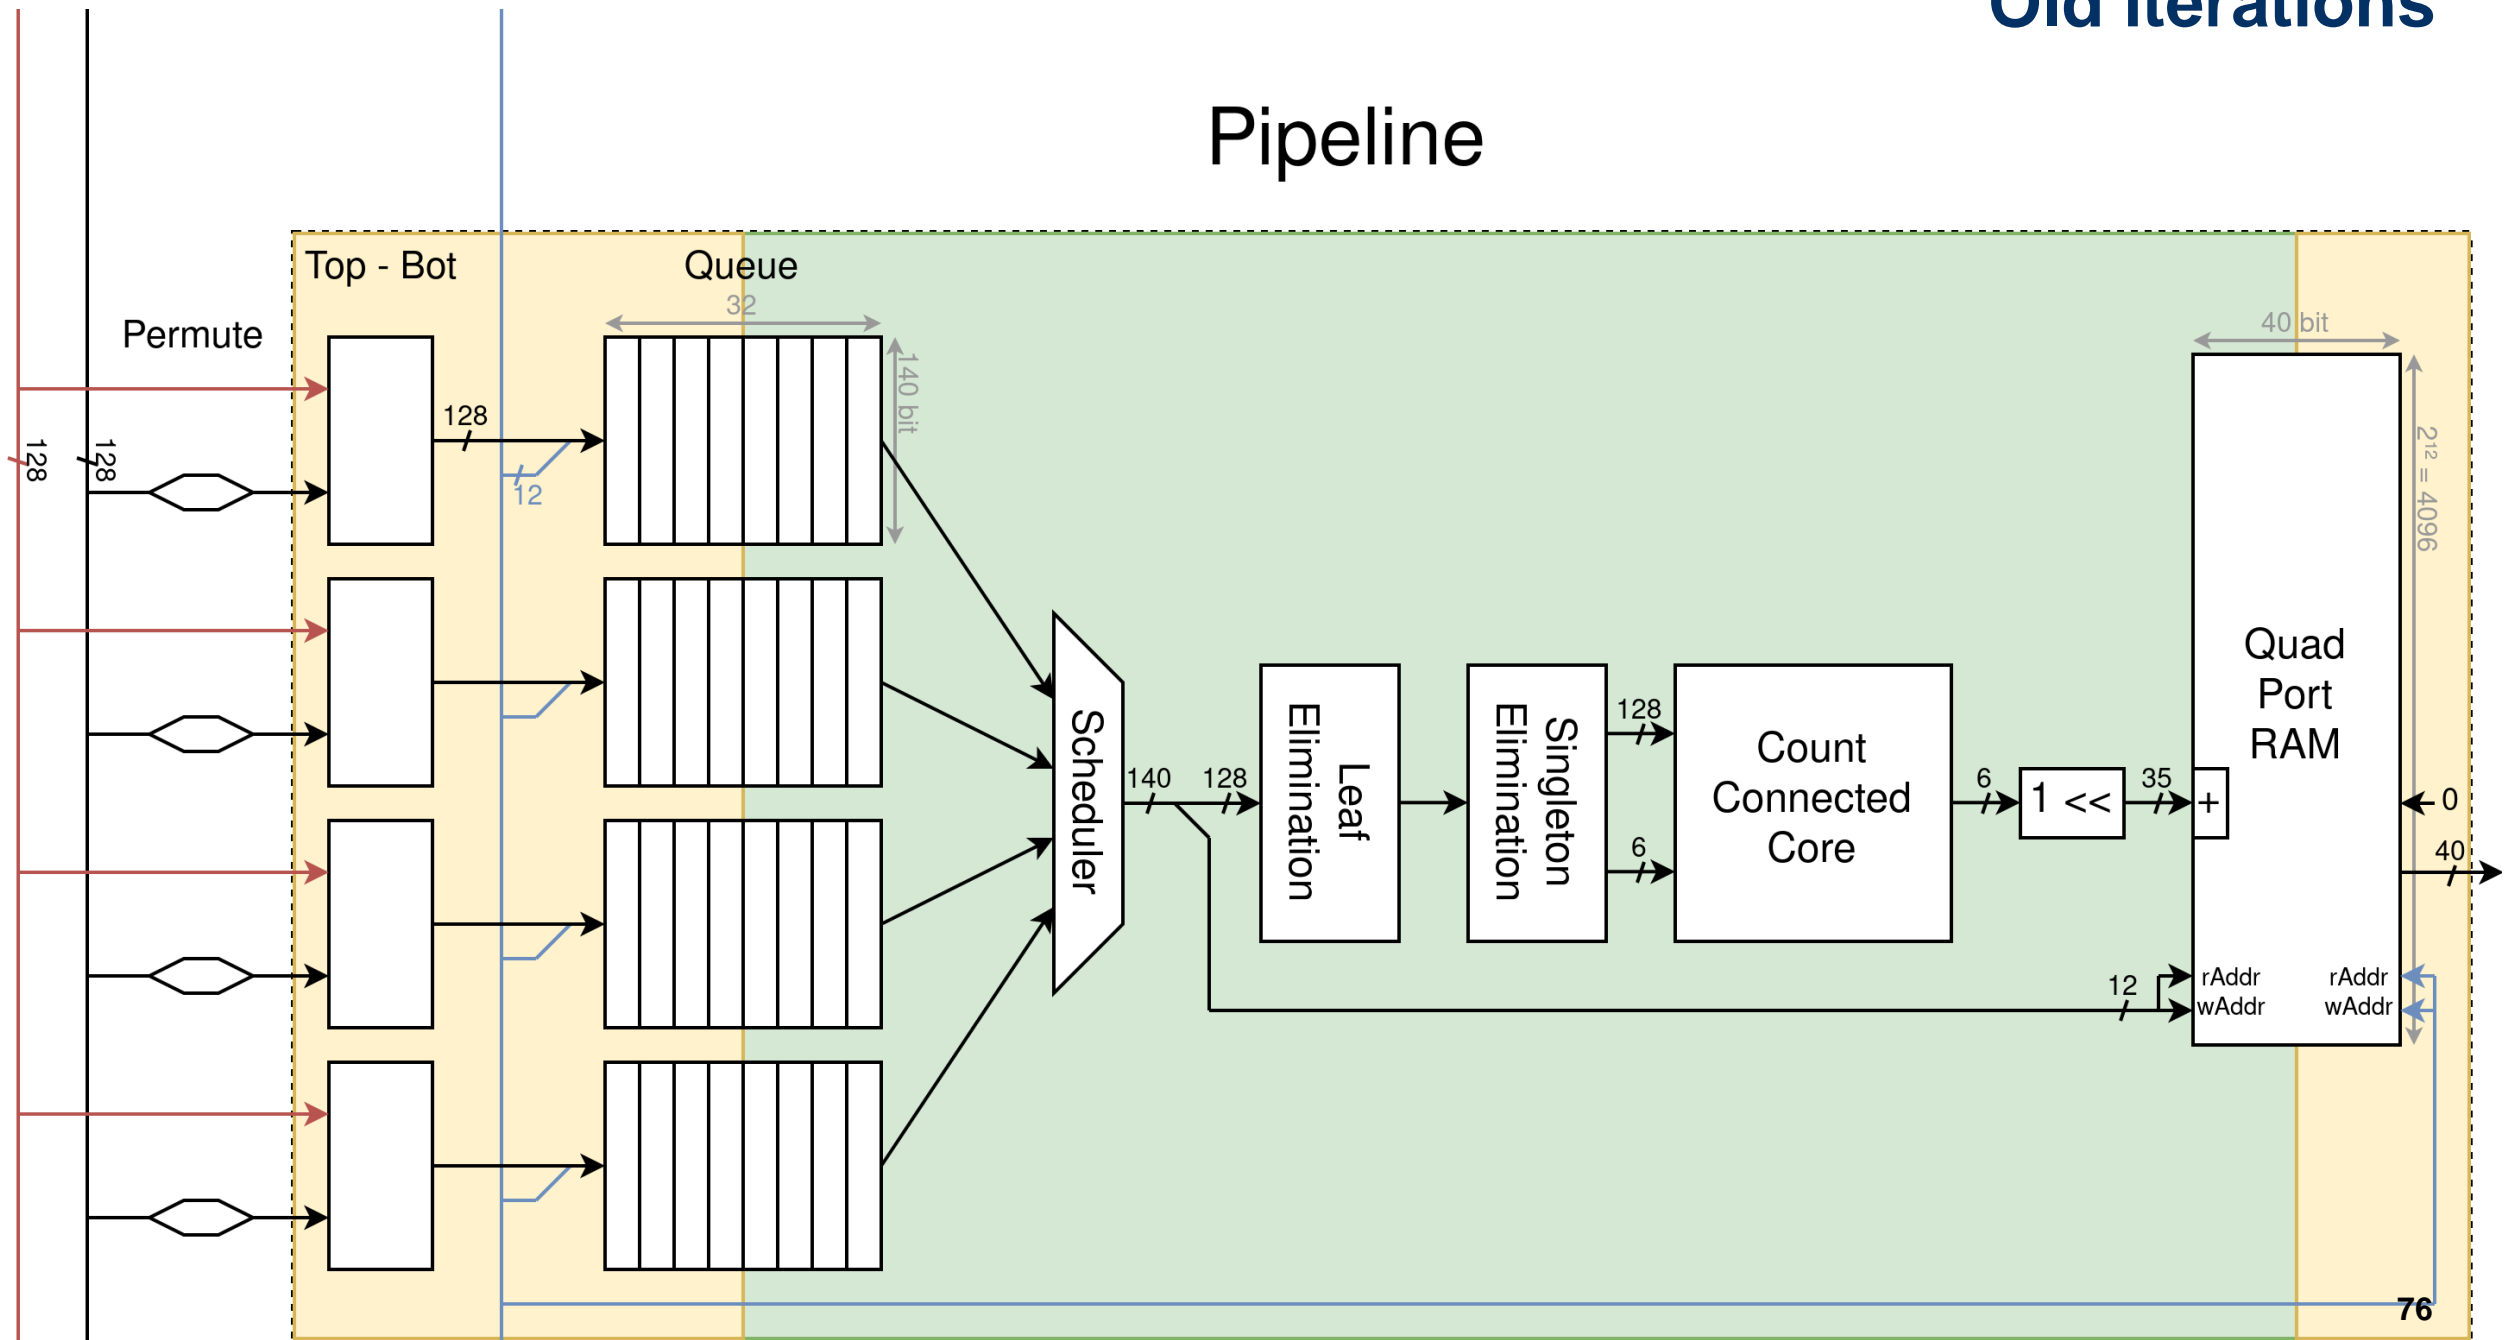 Old Iterations
Pipeline
Top - Bot
Queue
32
40 bit
Permute
140 bit
128
128
128
12
2¹² = 4096
Quad
Port
RAM
Scheduler
140
128
Leaf
Elimination
Singleton
Elimination
128
6
Count
Connected
Core
6
1 <<
35
+
0
40
12
rAddr
wAddr
rAddr
wAddr
76